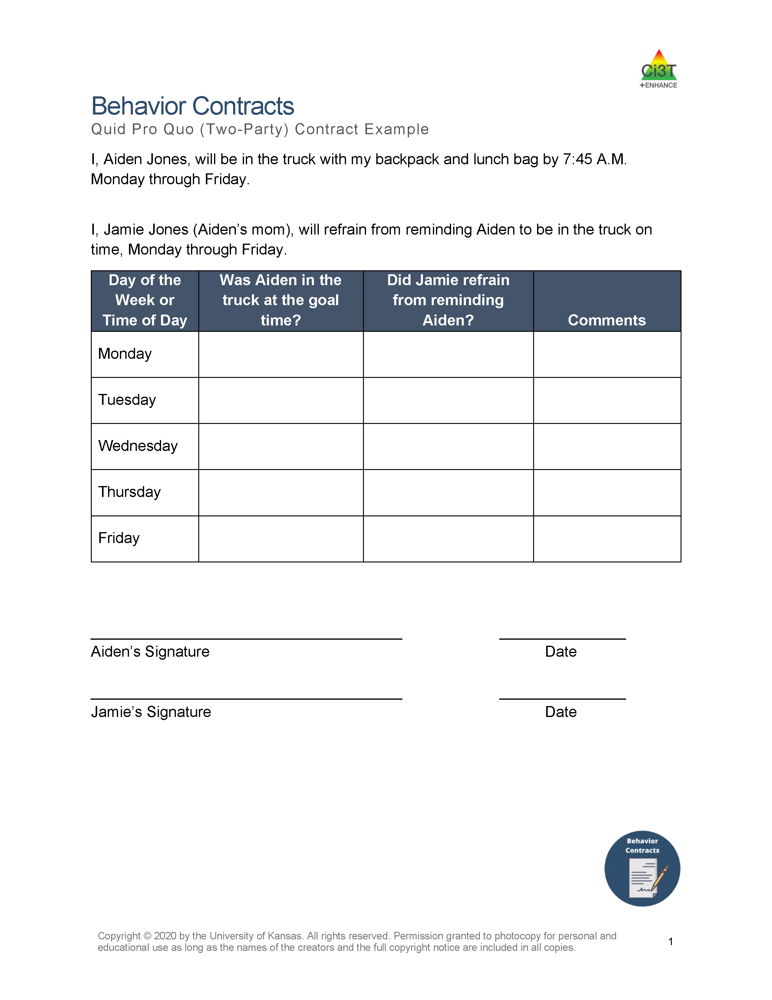 Ci3T
+ENHANCE
Behavior Contracts
Quid Pro Quo (Two-Party) Contract Example
I, Aiden Jones, will be in the truck with my backpack and lunch bag by 7:45 A.M.
Monday through Friday.
I, Jamie Jones (Aiden’s mom), will refrain from reminding Aiden to be in the truck on
time, Monday through Friday.
Day of the
Week or
Time of Day
Was Aiden in the
truck at the goal
time?
Did Jamie refrain
from reminding
Aiden?
Comments
Monday
Tuesday
Wednesday
Thursday
Friday
Aiden’s Signature
Date
Jamie’s Signature
Date
Behavior
Contracts
Copyright © 2020 by the University of Kansas. All rights reserved. Permission granted to photocopy for personal and
educational use as long as the names of the creators and the full copyright notice are included in all copies.
1